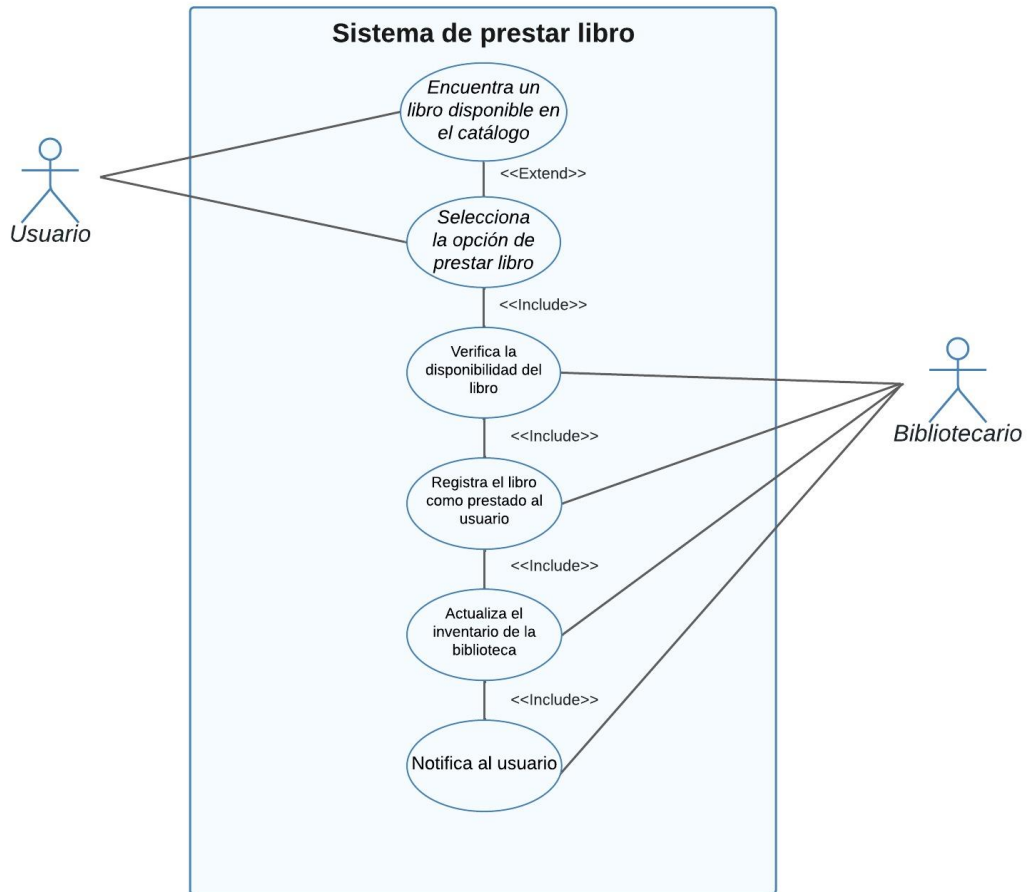 Sistema de prestar libro
Encuentra un
libro disponible en
el catálogo
<<Extend>>
Usuario
Selecciona
la opción de
prestar libro
<<Include>>
Verifica la
disponibilidad del
libro
Bibliotecario
<<Include>>
Registra el libro
como prestado al
usuario
<<Include>>
Actualiza el
inventario de la
biblioteca
<<Include>>
Notifica al usuario